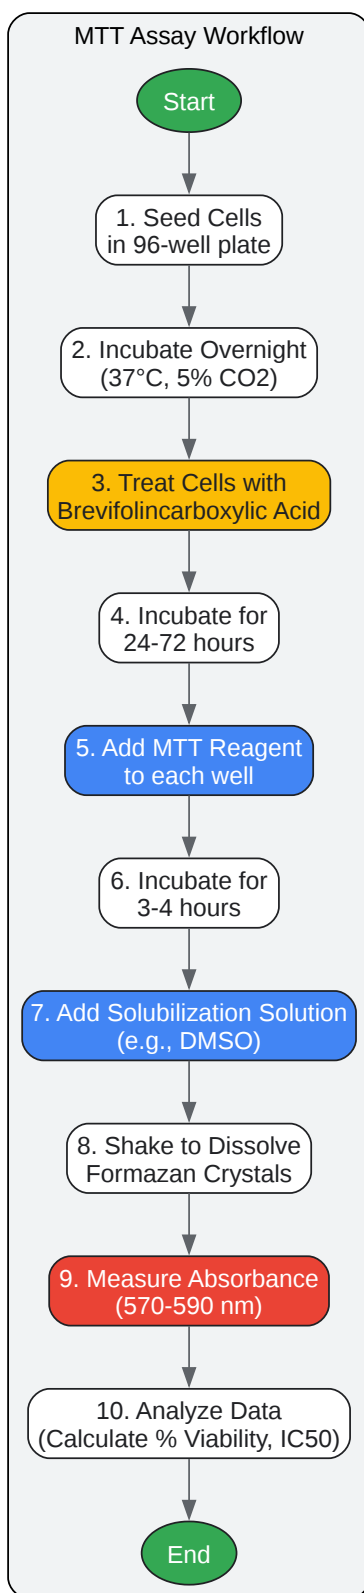 MTT Assay Workflow
Start
1. Seed Cells
in 96-well plate
2. Incubate Overnight
(37°C, 5% CO2)
3. Treat Cells with
Brevifolincarboxylic Acid
4. Incubate for
24-72 hours
5. Add MTT Reagent
to each well
6. Incubate for
3-4 hours
7. Add Solubilization Solution
(e.g., DMSO)
8. Shake to Dissolve
Formazan Crystals
9. Measure Absorbance
(570-590 nm)
10. Analyze Data
(Calculate % Viability, IC50)
End